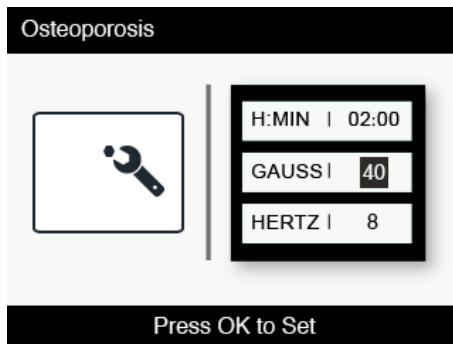 Osteoporosis
H:MIN | 02:00
GAUSS | 40
HERTZ | 8
Press OK to Set